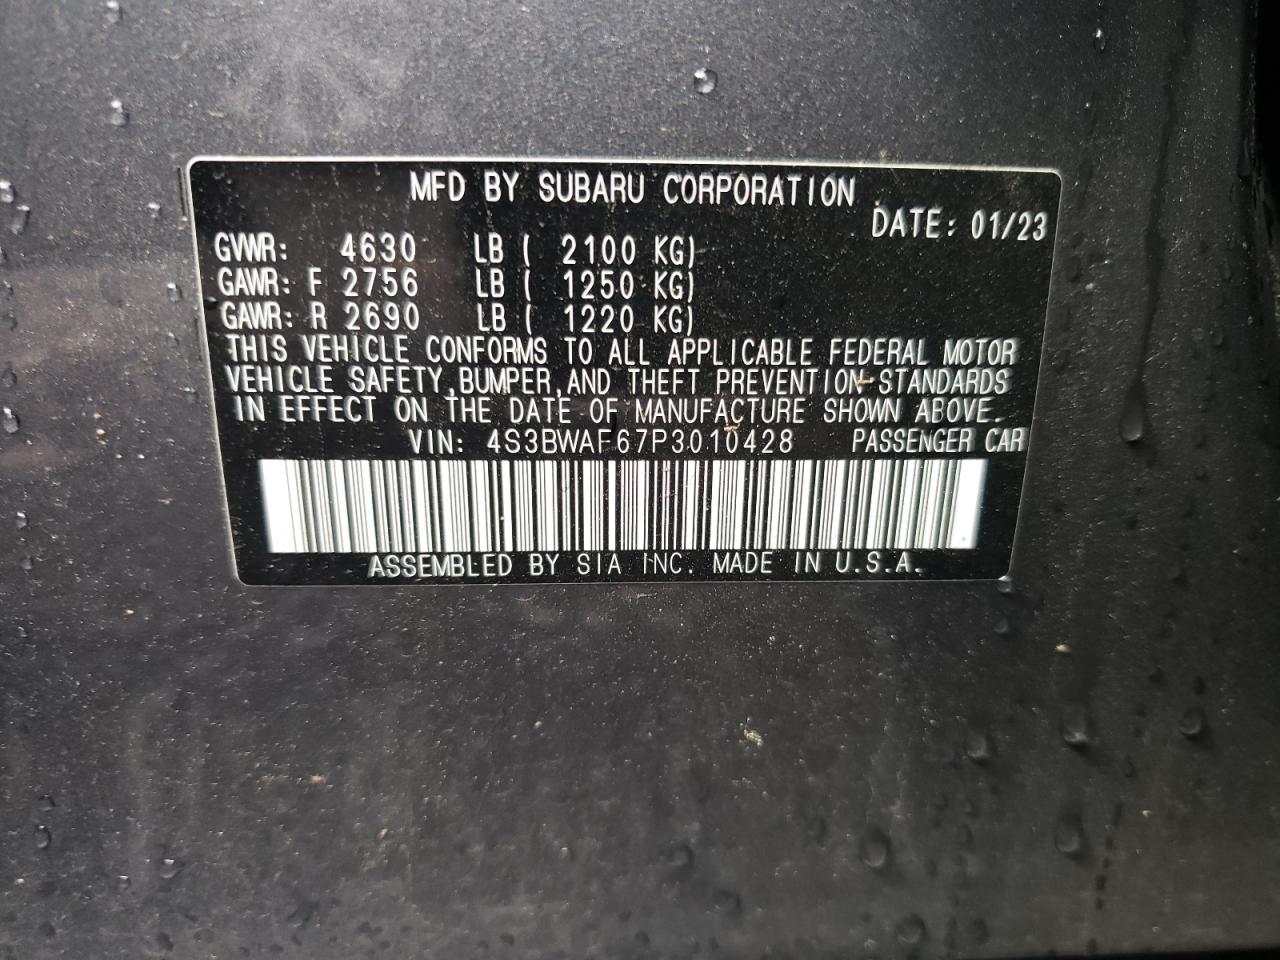 MFD BY SUBARU CORPORATION
DATE: 01/23
GVWR: 4630 LB ( 2100 KG)
GAWR: F 2756 LB ( 1250 KG)
GAWR: R 2690 LB ( 1220 KG)
THIS VEHICLE CONFORMS TO ALL APPLICABLE FEDERAL MOTOR
VEHICLE SAFETY, BUMPER, AND THEFT PREVENTION STANDARDS
IN EFFECT ON THE DATE OF MANUFACTURE SHOWN ABOVE.
VIN: 4S3BWAF67P3010428 PASSENGER CAR
ASSEMBLED BY SIA INC. MADE IN U.S.A.